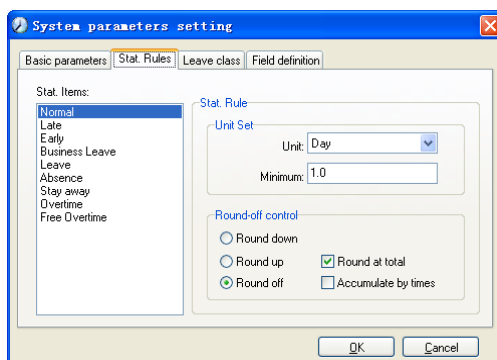 System parameters setting
Basic parameters Stat. Rules Leave class Field definition
Stat. Items:
Normal
Late
Early
Business Leave
Leave
Absence
Stay away
Overtime
Free Overtime
Stat. Rule
Unit Set
Unit: Day
Minimum: 1.0
Round-off control
Round down
Round up Round at total
Round off Accumulate by times
OK Cancel